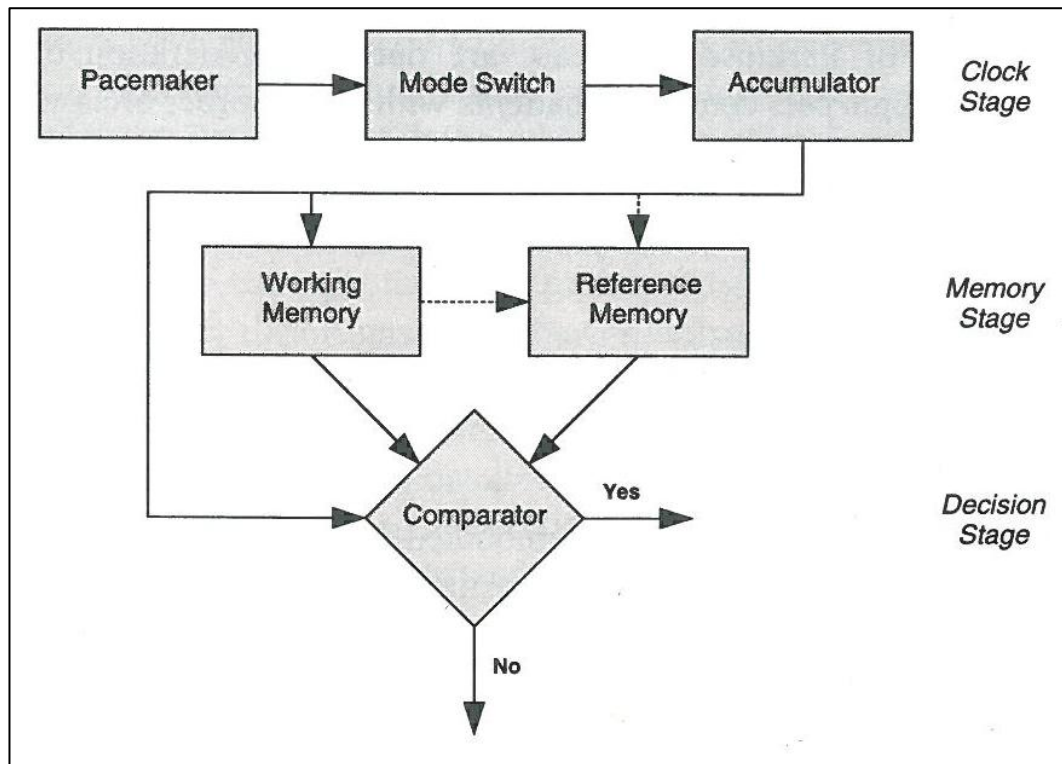 Pacemaker
Mode Switch
Accumulator
Clock
Stage
Working
Memory
Reference
Memory
Memory
Stage
Comparator
Yes
Decision
Stage
No